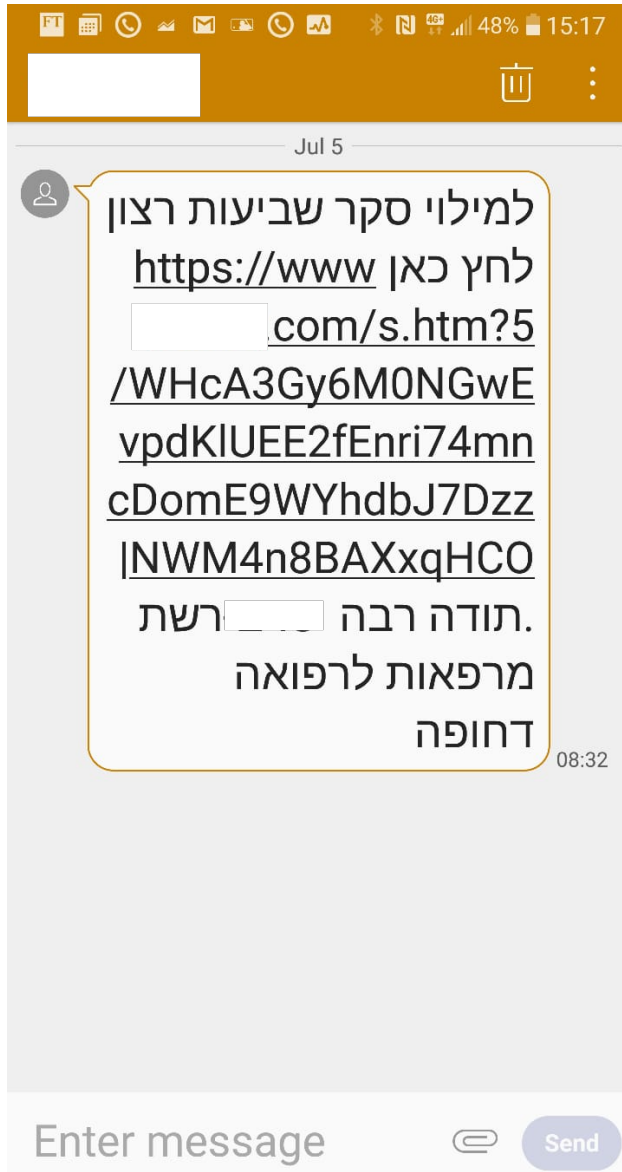 FT 48% 15:17
Jul 5
למילוי סקר שביעות רצון
לחץ כאן https://www
.com/s.htm?5
/WHcA3Gy6M0NGwE
vpdKlUEE2fEnri74mn
cDomE9WYhdbJ7Dzz
|NWM4n8BAXxqHCO
.תודה רבה רשת
מרפאות לרפואה
דחופה
08:32
Enter message Send